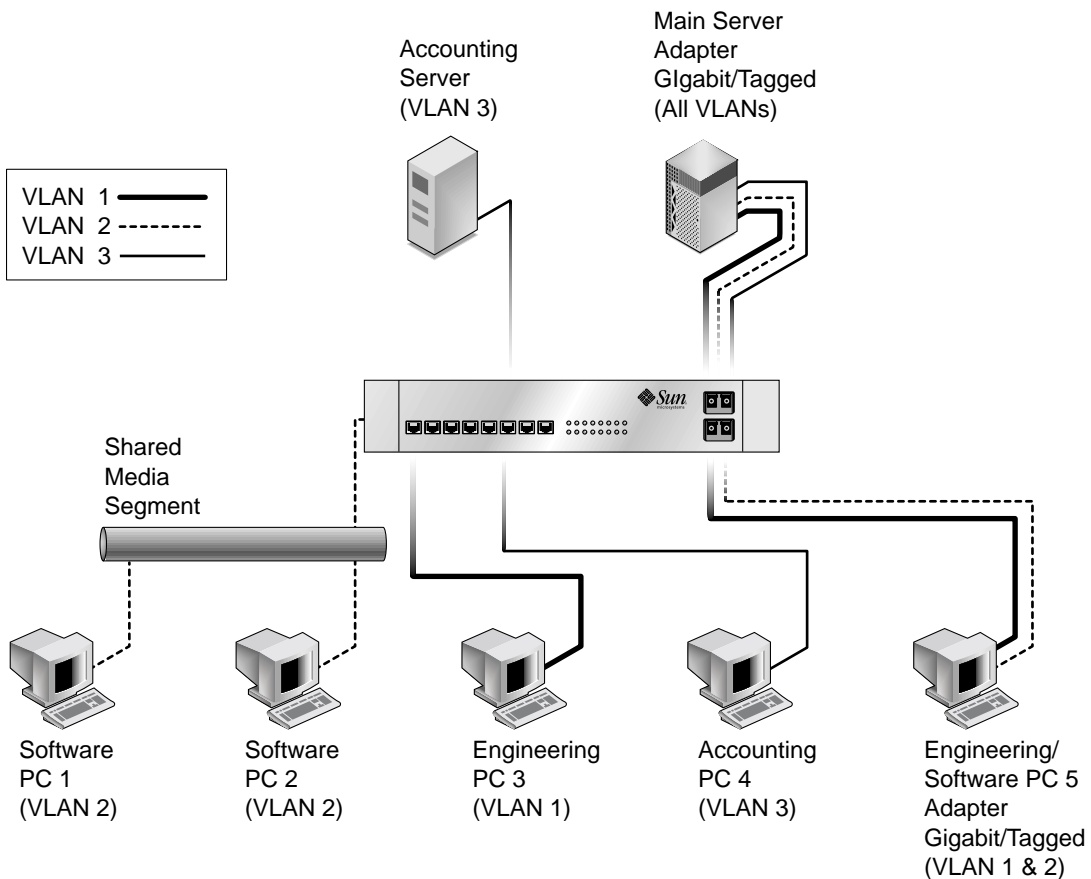 Main Server
Adapter
GIgabit/Tagged
(All VLANs)
Accounting
Server
(VLAN 3)
VLAN 1
VLAN 2
VLAN 3
Sun
microsystems
Shared
Media
Segment
Software
PC 1
(VLAN 2)
Software
PC 2
(VLAN 2)
Engineering
PC 3
(VLAN 1)
Accounting
PC 4
(VLAN 3)
Engineering/
Software PC 5
Adapter
Gigabit/Tagged
(VLAN 1 & 2)